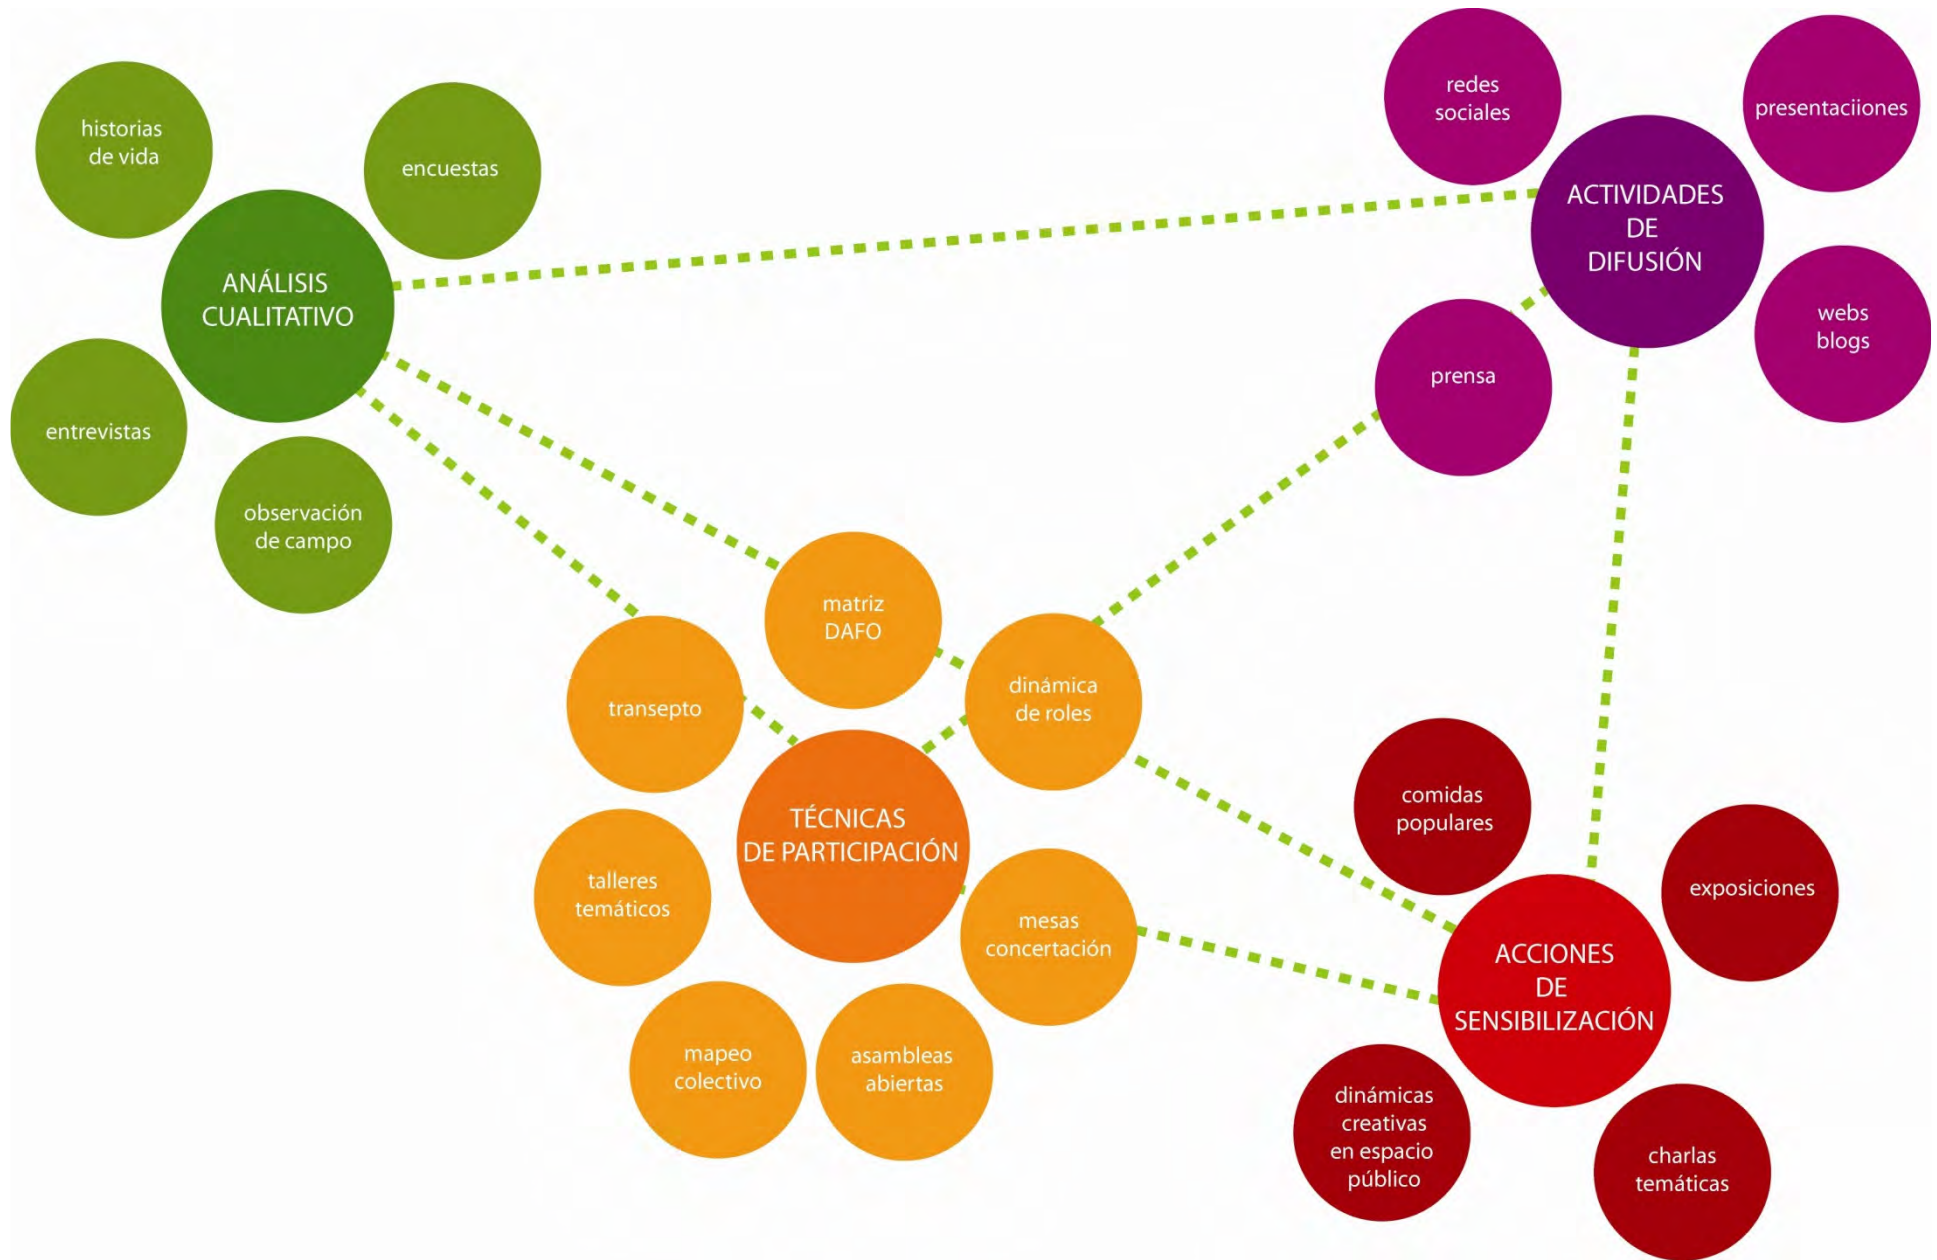 historias
de vida
encuestas
ANÁLISIS
CUALITATIVO
entrevistas
observación
de campo
redes
sociales
presentaciiones
ACTIVIDADES
DE
DIFUSIÓN
webs
blogs
prensa
matriz
DAFO
dinámica
de roles
transepto
TÉCNICAS
DE PARTICIPACIÓN
talleres
temáticos
mesas
concertación
mapeo
colectivo
asambleas
abiertas
comidas
populares
exposiciones
ACCIONES
DE
SENSIBILIZACIÓN
dinámicas
creativas
en espacio
público
charlas
temáticas